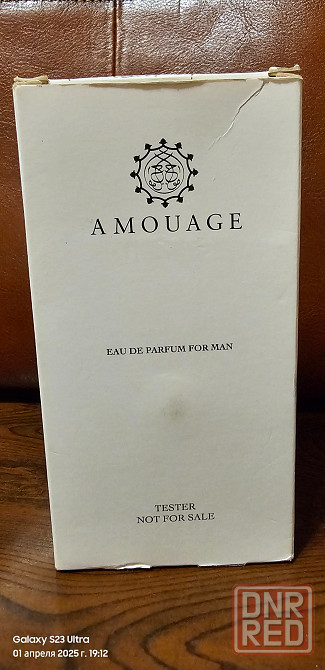 AMOUAGE
EAU DE PARFUM FOR MAN
TESTER
NOT FOR SALE
Galaxy S23 Ultra
01 апреля 2025 г. 19:12
DNR
RED